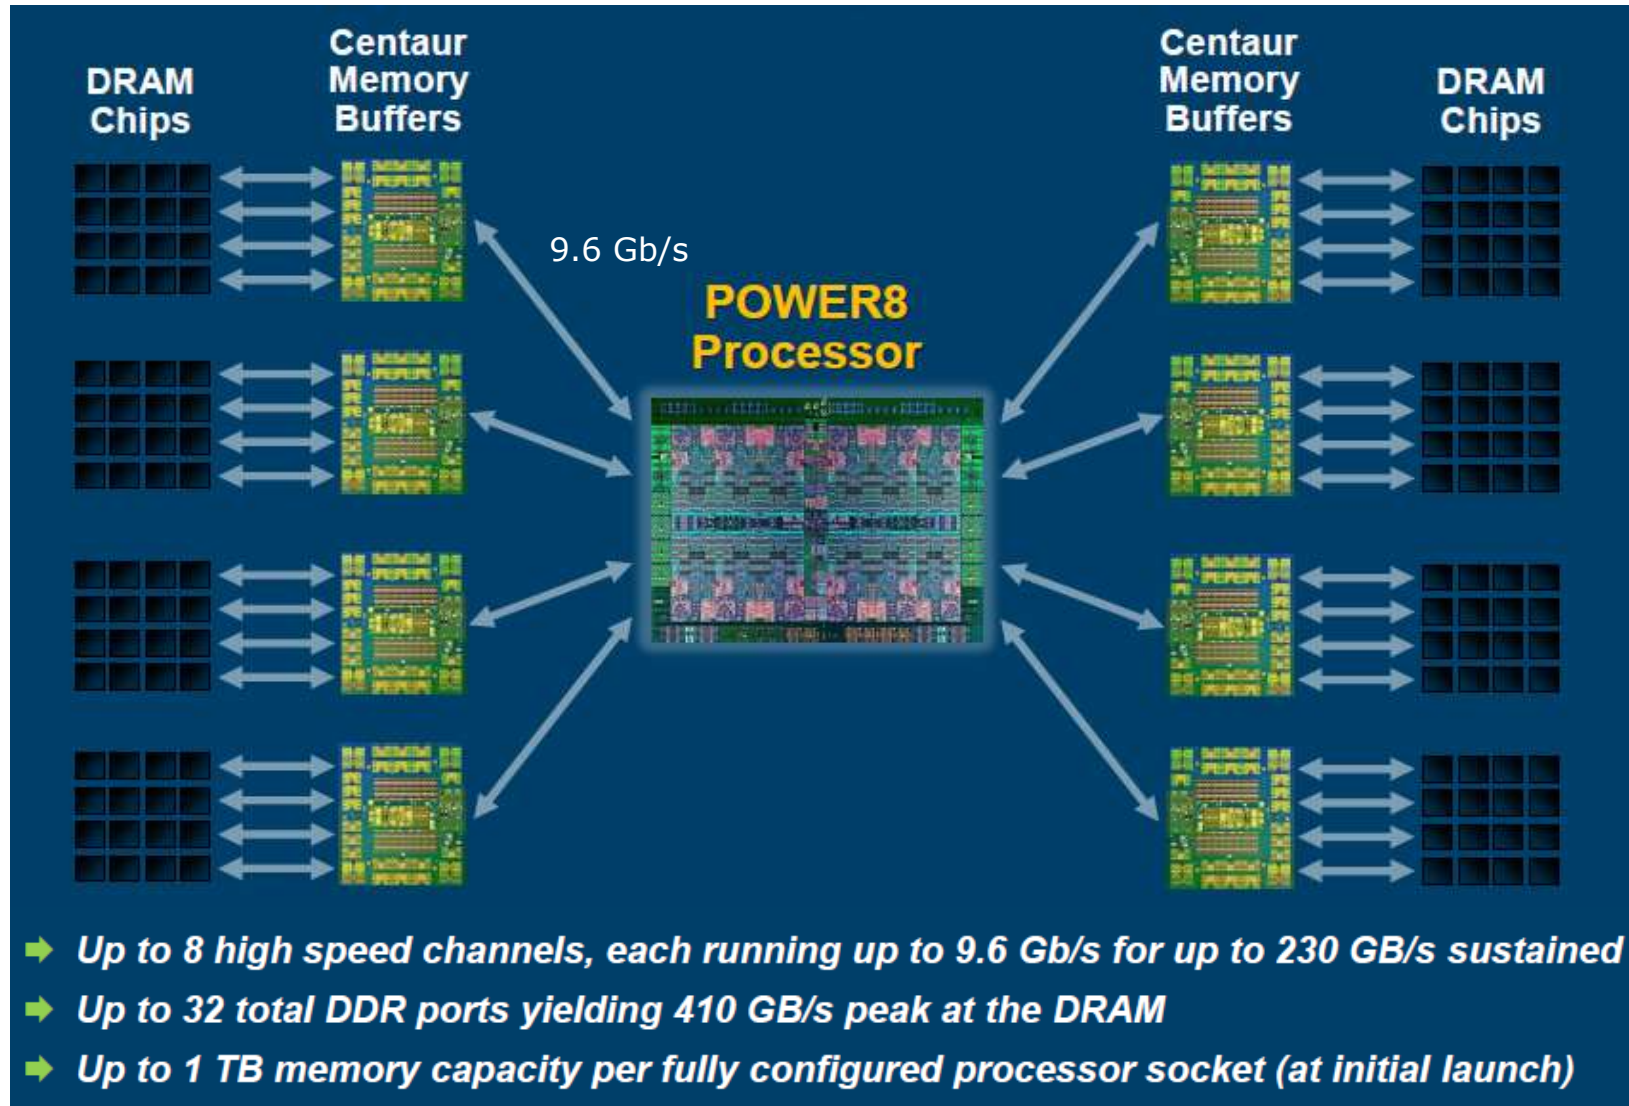 Centaur
Memory
Buffers
DRAM
Chips
Centaur
Memory
Buffers
DRAM
Chips
9.6 Gb/s
POWER8
Processor
Up to 8 high speed channels, each running up to 9.6 Gb/s for up to 230 GB/s sustained
Up to 32 total DDR ports yielding 410 GB/s peak at the DRAM
Up to 1 TB memory capacity per fully configured processor socket (at initial launch)